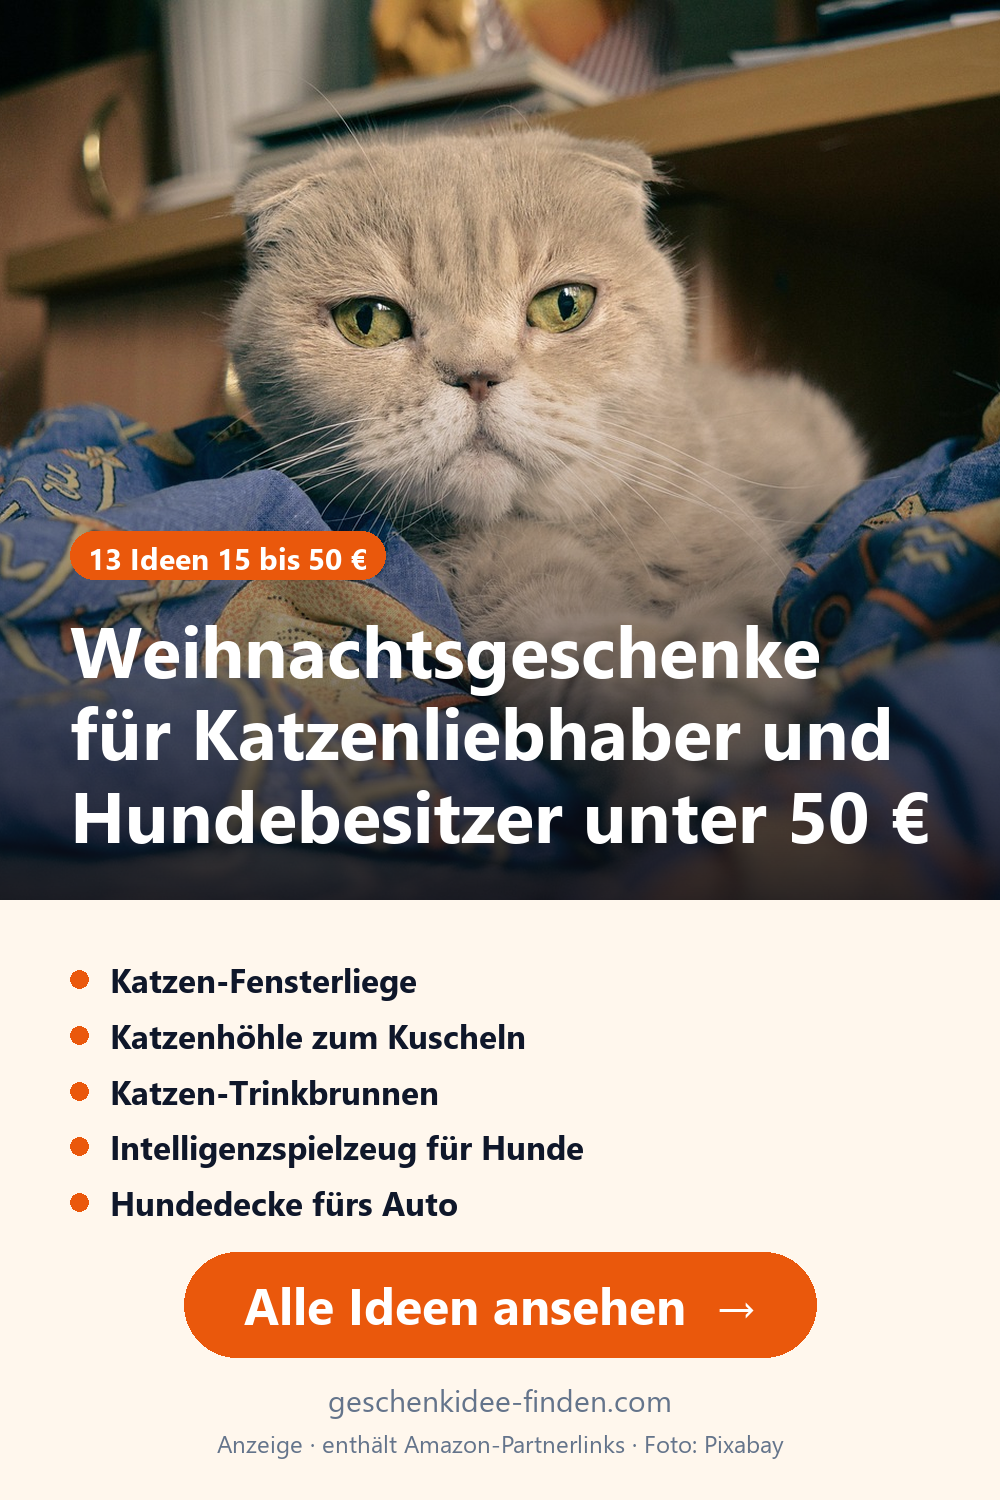 13 Ideen 15 bis 50 €
Weihnachtsgeschenke
für Katzenliebhaber und
Hundebesitzer unter 50 €
Katzen-Fensterliege
Katzenhöhle zum Kuscheln
Katzen-Trinkbrunnen
Intelligenzspielzeug für Hunde
Hundedecke fürs Auto
Alle Ideen ansehen →
geschenkidee-finden.com
Anzeige · enthält Amazon-Partnerlinks · Foto: Pixabay